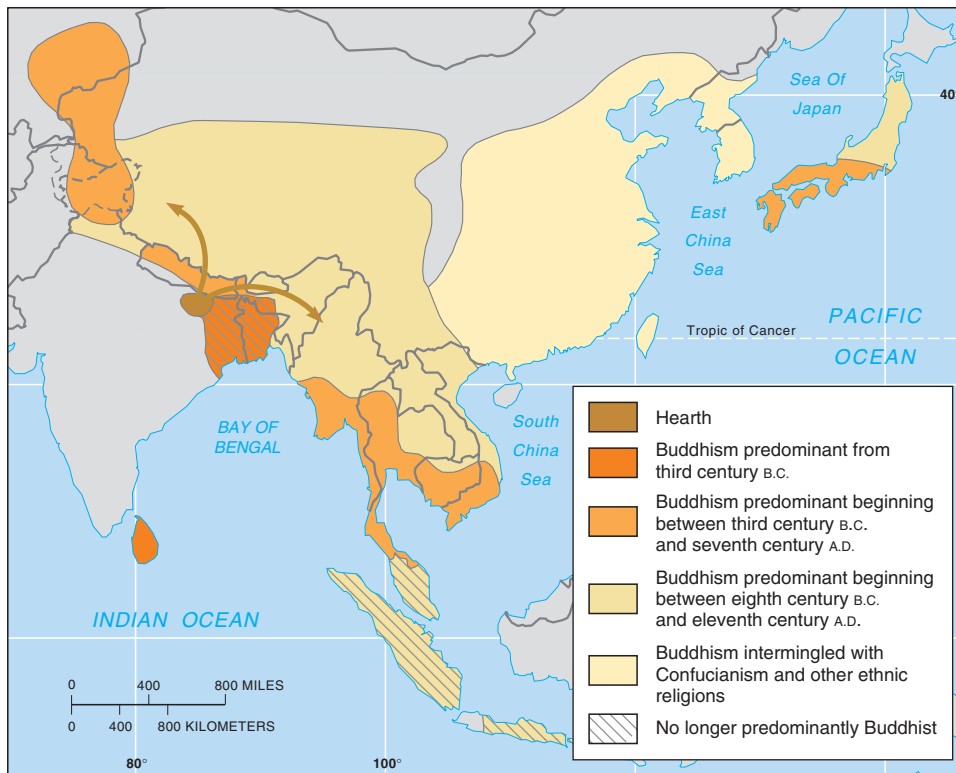 Sea Of
Japan
40°
East
China
Sea
Tropic of Cancer
PACIFIC
OCEAN
BAY OF
BENGAL
South
China
Sea
INDIAN OCEAN
0 400 800 MILES
0 400 800 KILOMETERS
80°
100°
Hearth
Buddhism predominant from
third century B.C.
Buddhism predominant beginning
between third century B.C.
and seventh century A.D.
Buddhism predominant beginning
between eighth century B.C.
and eleventh century A.D.
Buddhism intermingled with
Confucianism and other ethnic
religions
No longer predominantly Buddhist